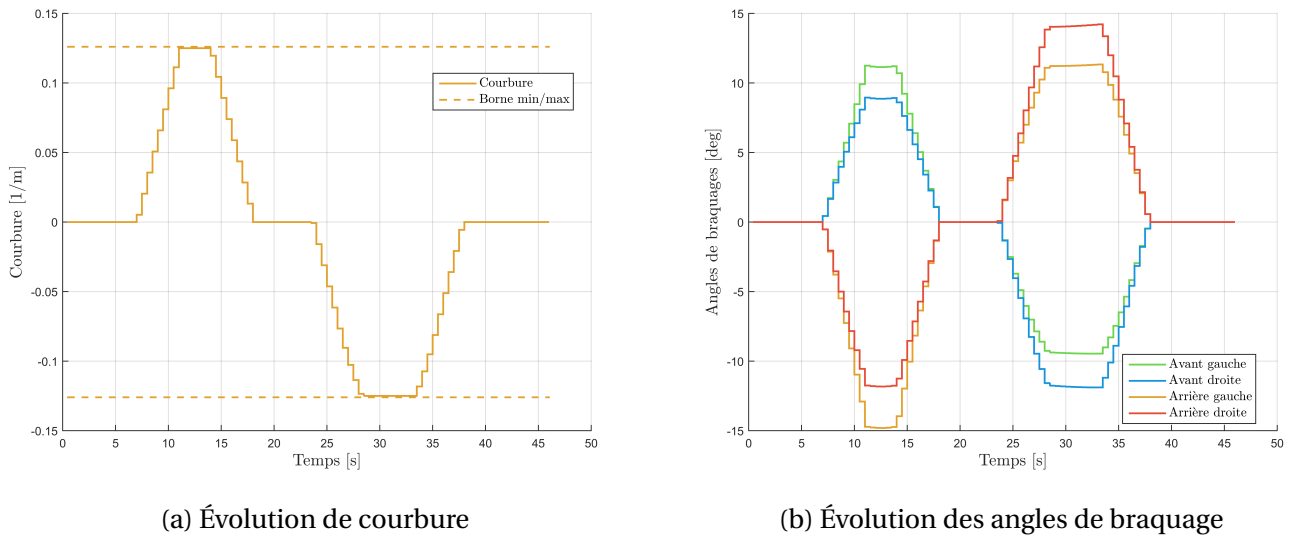 0.15
0.1
0.05
0
-0.05
-0.1
-0.15
Courbure [1/m]
0 5 10 15 20 25 30 35 40 45 50
Temps [s]
Courbure
Borne min/max
(a) Évolution de courbure
15
10
5
0
-5
-10
-15
Angles de braquages [deg]
0 5 10 15 20 25 30 35 40 45 50
Temps [s]
Avant gauche
Avant droite
Arrière gauche
Arrière droite
(b) Évolution des angles de braquage